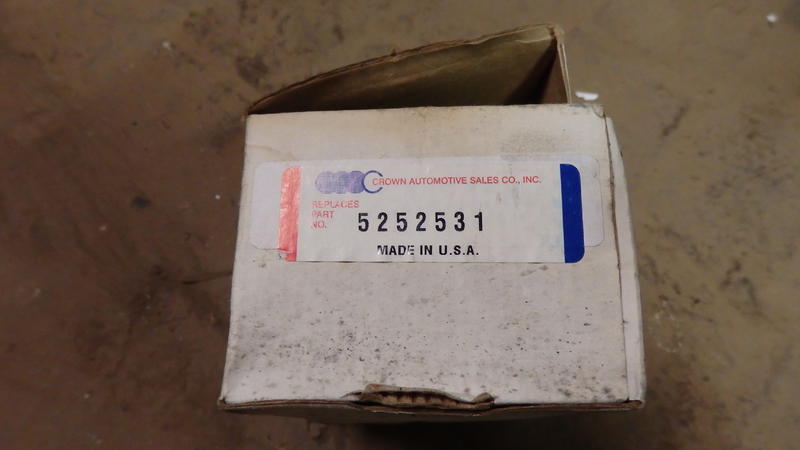 CROWN AUTOMOTIVE SALES CO., INC.
REPLACES
PART
NO.
5252531
MADE IN U.S.A.